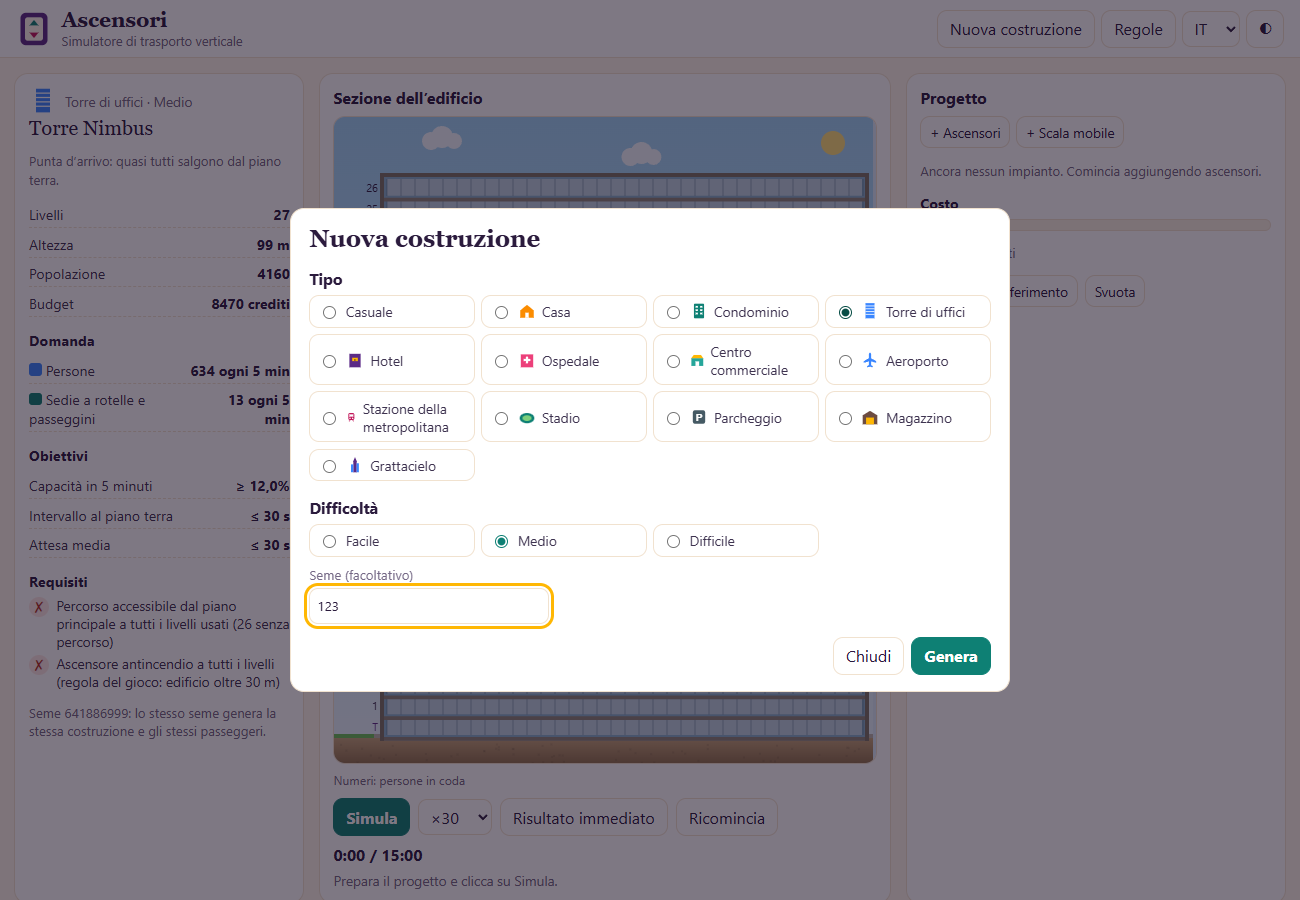 Ascensori
Simulatore di trasporto verticale
Nuova costruzione
Regole
IT
Torre di uffici · Medio
Torre Nimbus
Punta d'arrivo: quasi tutti salgono dal piano
terra.
Livelli 27
Altezza 99 m
Popolazione 4160
Budget 8470 crediti
Domanda
Persone 634 ogni 5 min
Sedie a rotelle e 13 ogni 5
passeggini min
Obiettivi
Capacità in 5 minuti ≥ 12,0%
Intervallo al piano terra ≤ 30 s
Attesa media ≤ 30 s
Requisiti
✗ Percorso accessibile dal piano
principale a tutti i livelli usati (26 senza
percorso)
✗ Ascensore antincendio a tutti i livelli
(regola del gioco: edificio oltre 30 m)
Seme 641886999: lo stesso seme genera la
stessa costruzione e gli stessi passeggeri.
Sezione dell'edificio
26
Nuova costruzione
Tipo
Casuale
Casa
Condominio
Torre di uffici
Hotel
Ospedale
Centro
commerciale
Aeroporto
Stazione della
metropolitana
Stadio
P Parcheggio
Magazzino
Grattacielo
Difficoltà
Facile
Medio
Difficile
Seme (facoltativo)
123
Chiudi
Genera
1
T
Numeri: persone in coda
Simula
×30
Risultato immediato
Ricomincia
0:00 / 15:00
Prepara il progetto e clicca su Simula.
Progetto
+ Ascensori
+ Scala mobile
Ancora nessun impianto. Comincia aggiungendo ascensori.
Costo
ti
ferimento
Svuota